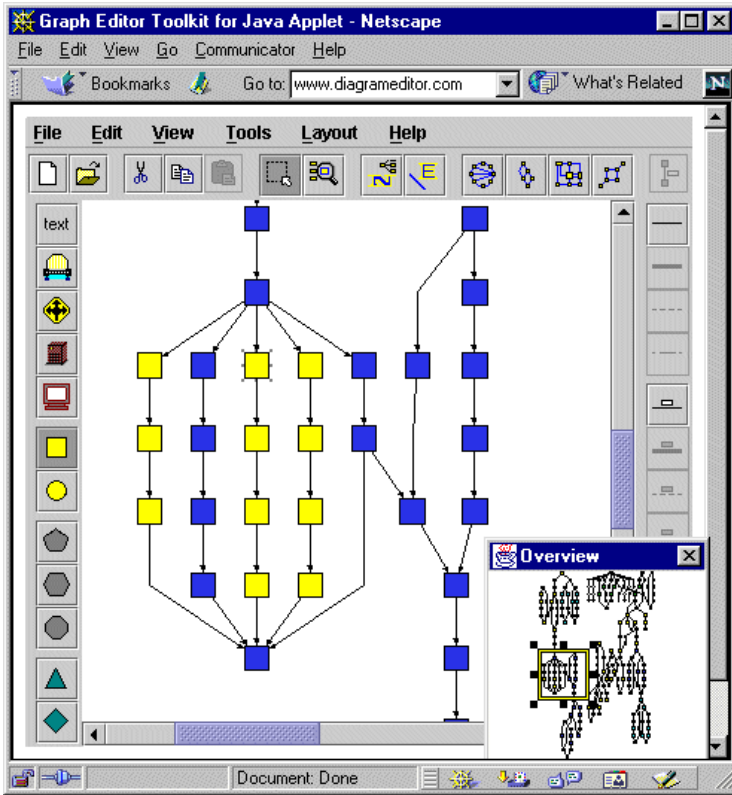 Graph Editor Toolkit for Java Applet - Netscape
File Edit View Go Communicator Help
Bookmarks Go to: www.diagrameditor.com What's Related N
File Edit View Tools Layout Help
E
text
Overview
Document: Done